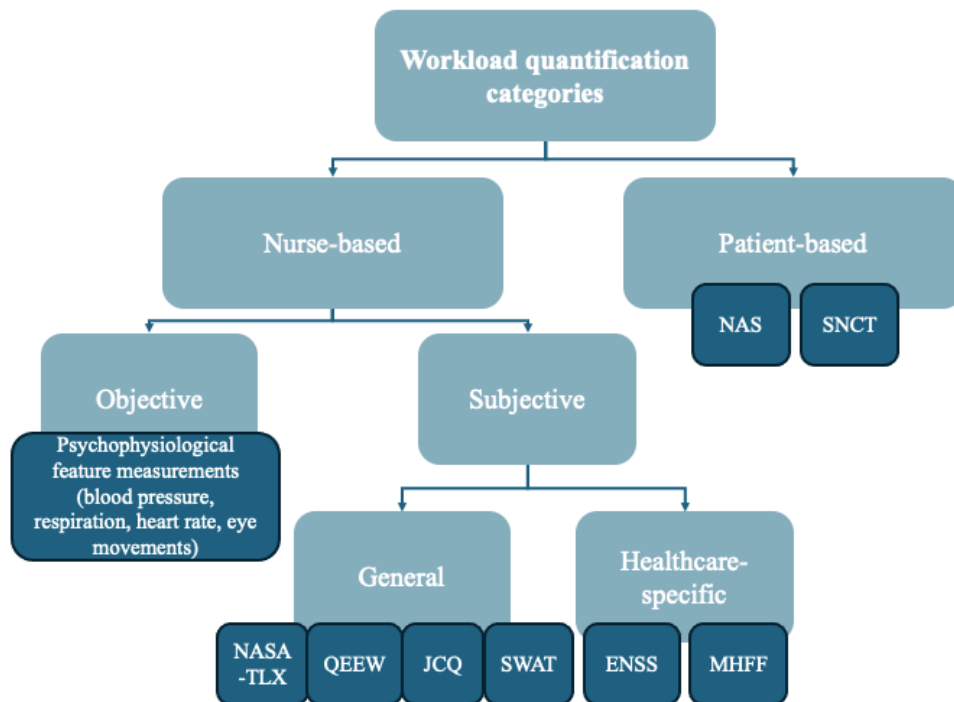 Workload quantification
categories
Nurse-based
Patient-based
NAS
SNCT
Objective
Subjective
Psychophysiological
feature measurements
(blood pressure,
respiration, heart rate, eye
movements)
General
Healthcare-
specific
NASA
-TLX
QEEW
JCQ
SWAT
ENSS
MHFF